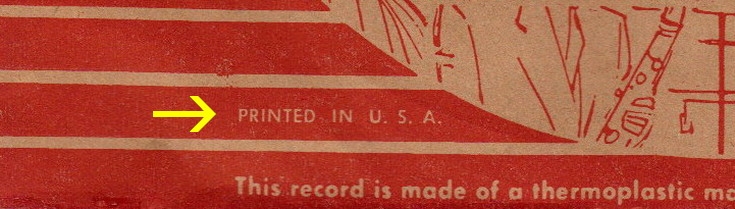 PRINTED IN U. S. A.
This record is made of a thermoplastic